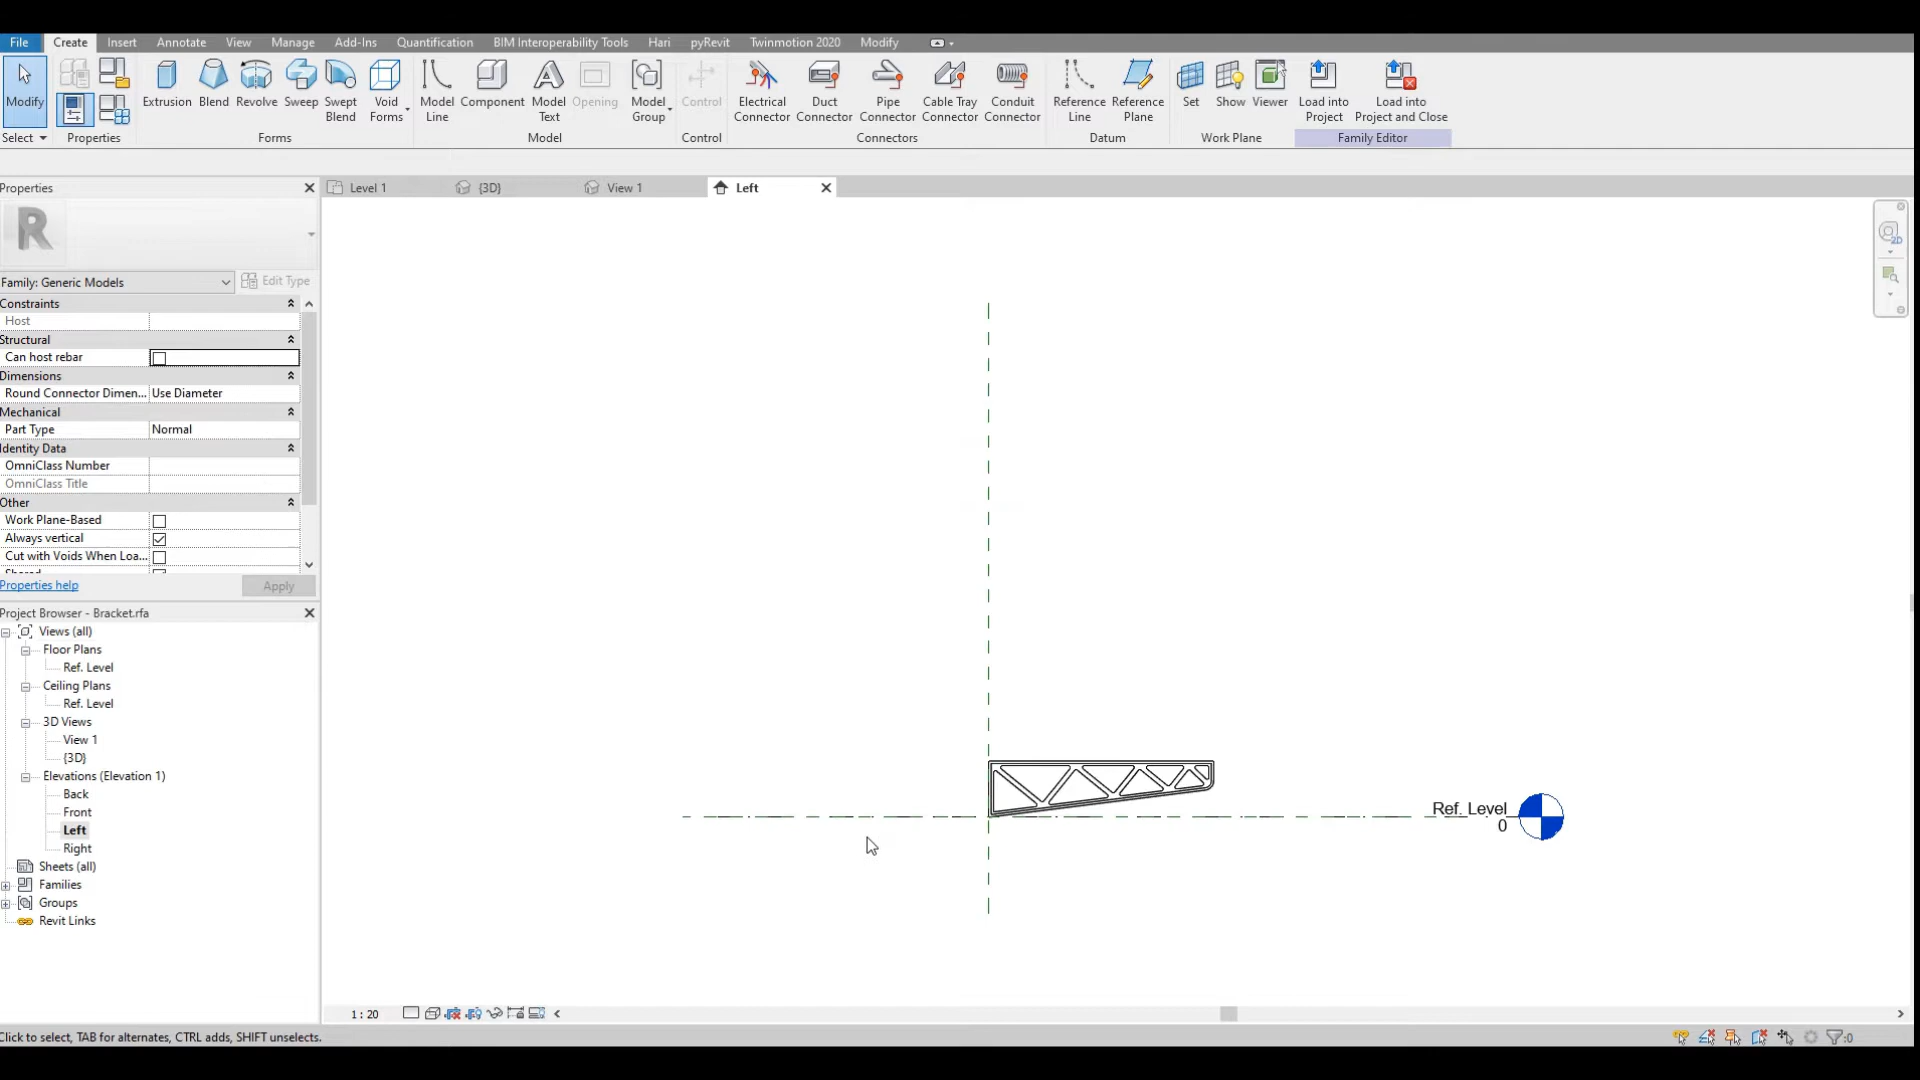 File Create Insert Annotate View Manage Add-Ins Quantification BIM Interoperability Tools Hari pyRevit Twinmotion 2020 Modify
Modify
Extrusion Blend Revolve Sweep Swept Blend Void Forms
Model Line Component Model Text Opening Model Group
Control
Electrical Connector Duct Connector Pipe Connector Cable Tray Connector Conduit Connector
Reference Line Reference Plane
Set Show Viewer
Load into Project Load into Project and Close
Select Properties Forms Model Control Connectors Datum Work Plane Family Editor
Properties
Level 1 {3D} View 1 Left
R
Family: Generic Models Edit Type
Constraints
Host
Structural
Can host rebar
Dimensions
Round Connector Dimen... Use Diameter
Mechanical
Part Type Normal
Identity Data
OmniClass Number
OmniClass Title
Other
Work Plane-Based
Always vertical
Cut with Voids When Loa...
Shared
Properties help Apply
Project Browser - Bracket.rfa
Views (all)
Floor Plans
Ref. Level
Ceiling Plans
Ref. Level
3D Views
View 1
{3D}
Elevations (Elevation 1)
Back
Front
Left
Right
Sheets (all)
Families
Groups
Revit Links
2D
Ref. Level
0
1 : 20
Click to select, TAB for alternates, CTRL adds, SHIFT unselects.
:0